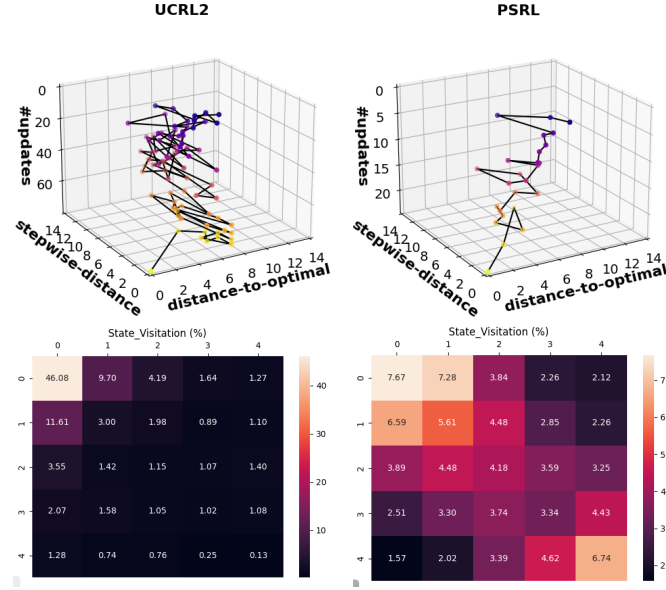 UCRL2
PSRL
0
20
40
60
#updates
14
12
10
8
6
4
2
0
stepwise-distance
0
2
4
6
8
10
12
14
distance-to-optimal
0
5
10
15
20
#updates
14
12
10
8
6
4
2
0
stepwise-distance
0
2
4
6
8
10
12
14
distance-to-optimal
State_Visitation (%)
0 1 2 3 4
0 46.08 9.70 4.19 1.64 1.27
1 11.61 3.00 1.98 0.89 1.10
2 3.55 1.42 1.15 1.07 1.40
3 2.07 1.58 1.05 1.02 1.08
4 1.28 0.74 0.76 0.25 0.13
40
30
20
10
State_Visitation (%)
0 1 2 3 4
0 7.67 7.28 3.84 2.26 2.12
1 6.59 5.61 4.48 2.85 2.26
2 3.89 4.48 4.18 3.59 3.25
3 2.51 3.30 3.74 3.34 4.43
4 1.57 2.02 3.39 4.62 6.74
7
6
5
4
3
2